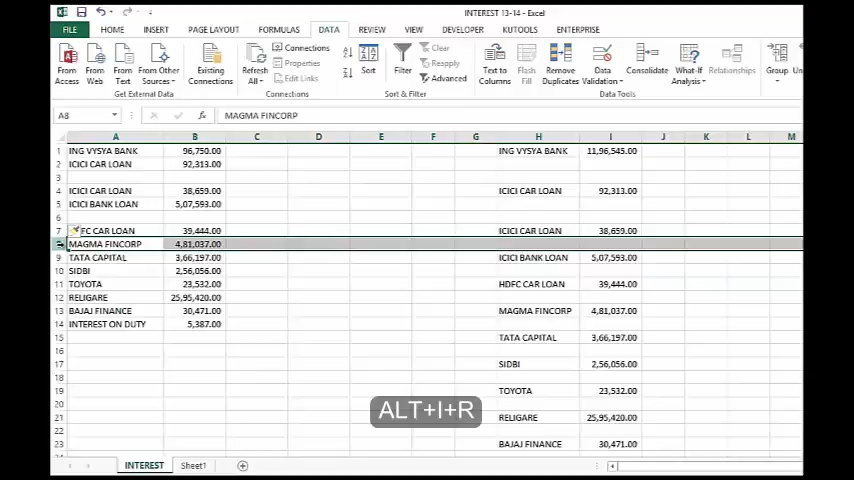 INTEREST 13-14 - Excel
FILE HOME INSERT PAGE LAYOUT FORMULAS DATA REVIEW VIEW DEVELOPER KUTOOLS ENTERPRISE
From Access
From Web
From Text
From Other Sources
Existing Connections
Refresh All
Connections
Properties
Edit Links
Sort
Filter
Clear
Reapply
Advanced
Text to Columns
Flash Fill
Remove Duplicates
Data Validation
Consolidate
What-If Analysis
Relationships
Group
Get External Data Connections Sort & Filter Data Tools
A8 fx MAGMA FINCORP
A B C D E F G H I J K L M
1 ING VYSYA BANK 96,750.00 ING VYSYA BANK 11,96,545.00
2 ICICI CAR LOAN 92,313.00
3
4 ICICI CAR LOAN 38,659.00 ICICI CAR LOAN 92,313.00
5 ICICI BANK LOAN 5,07,593.00
6
7 FC CAR LOAN 39,444.00 ICICI CAR LOAN 38,659.00
MAGMA FINCORP 4,81,037.00
9 TATA CAPITAL 3,66,197.00 ICICI BANK LOAN 5,07,593.00
10 SIDBI 2,56,056.00
11 TOYOTA 23,532.00 HDFC CAR LOAN 39,444.00
12 RELIGARE 25,95,420.00
13 BAJAJ FINANCE 30,471.00 MAGMA FINCORP 4,81,037.00
14 INTEREST ON DUTY 5,387.00
15 TATA CAPITAL 3,66,197.00
16
17 SIDBI 2,56,056.00
18
19 TOYOTA 23,532.00
20
ALT+I+R
21 RELIGARE 25,95,420.00
22
23 BAJAJ FINANCE 30,471.00
INTEREST Sheet1